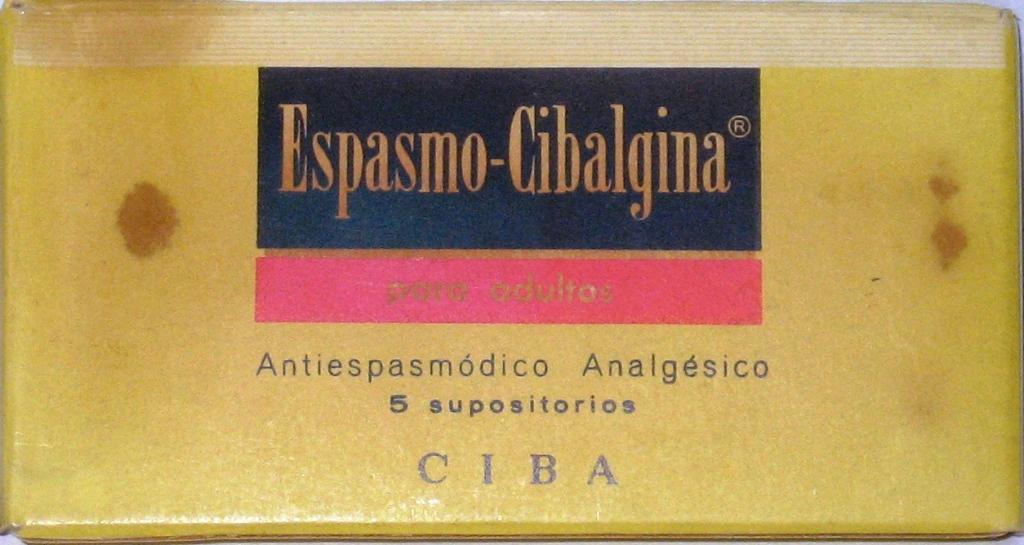 Espasmo-Cibalgina®
para adultos
Antiespasmódico Analgésico
5 supositorios
CIBA